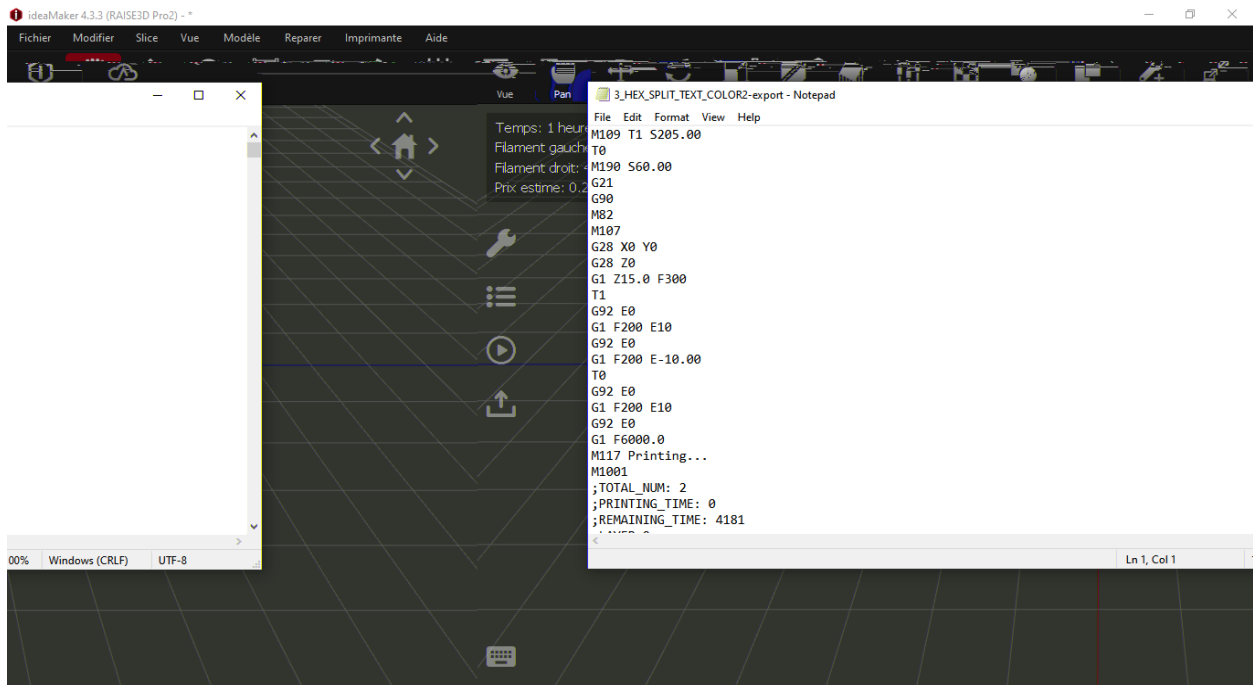 ideaMaker 4.3.3 (RAISE3D Pro2) - *
Fichier Modifier Slice Vue Modèle Reparer Imprimante Aide
Vue Pan
Temps: 1 heure
Filament gauche
Filament droit: 4
Prix estime: 0.2
00% Windows (CRLF) UTF-8
3_HEX_SPLIT_TEXT_COLOR2-export - Notepad
File Edit Format View Help
M109 T1 S205.00
T0
M190 S60.00
G21
G90
M82
M107
G28 X0 Y0
G28 Z0
G1 Z15.0 F300
T1
G92 E0
G1 F200 E10
G92 E0
G1 F200 E-10.00
T0
G92 E0
G1 F200 E10
G92 E0
G1 F6000.0
M117 Printing...
M1001
;TOTAL_NUM: 2
;PRINTING_TIME: 0
;REMAINING_TIME: 4181
Ln 1, Col 1